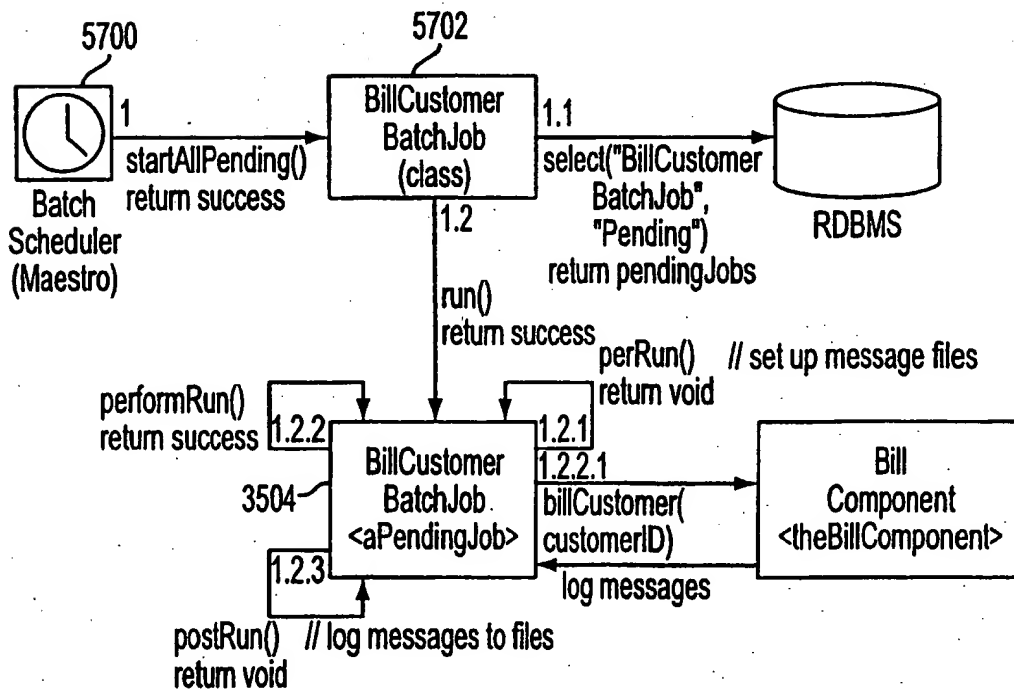 5700
5702
1
startAllPending()
return success
Batch
Scheduler
(Maestro)
BillCustomer
BatchJob
(class)
1.1
select("BillCustomer
BatchJob",
"Pending")
return pendingJobs
RDBMS
1.2
run()
return success
perRun() // set up message files
return void
performRun()
return success
1.2.2
1.2.1
3504
BillCustomer
BatchJob
<aPendingJob>
1.2.2.1
billCustomer(
customerID)
log messages
Bill
Component
<theBillComponent>
1.2.3
postRun() // log messages to files
return void